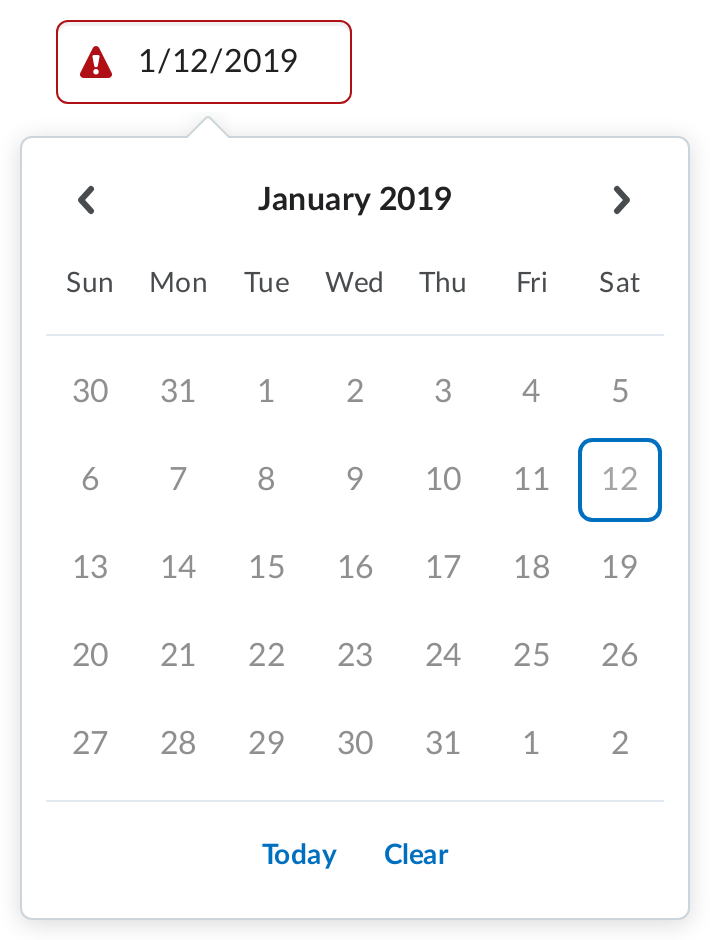 1/12/2019
January 2019
Sun Mon Tue Wed Thu Fri Sat
30 31 1 2 3 4 5
6 7 8 9 10 11 12
13 14 15 16 17 18 19
20 21 22 23 24 25 26
27 28 29 30 31 1 2
Today Clear